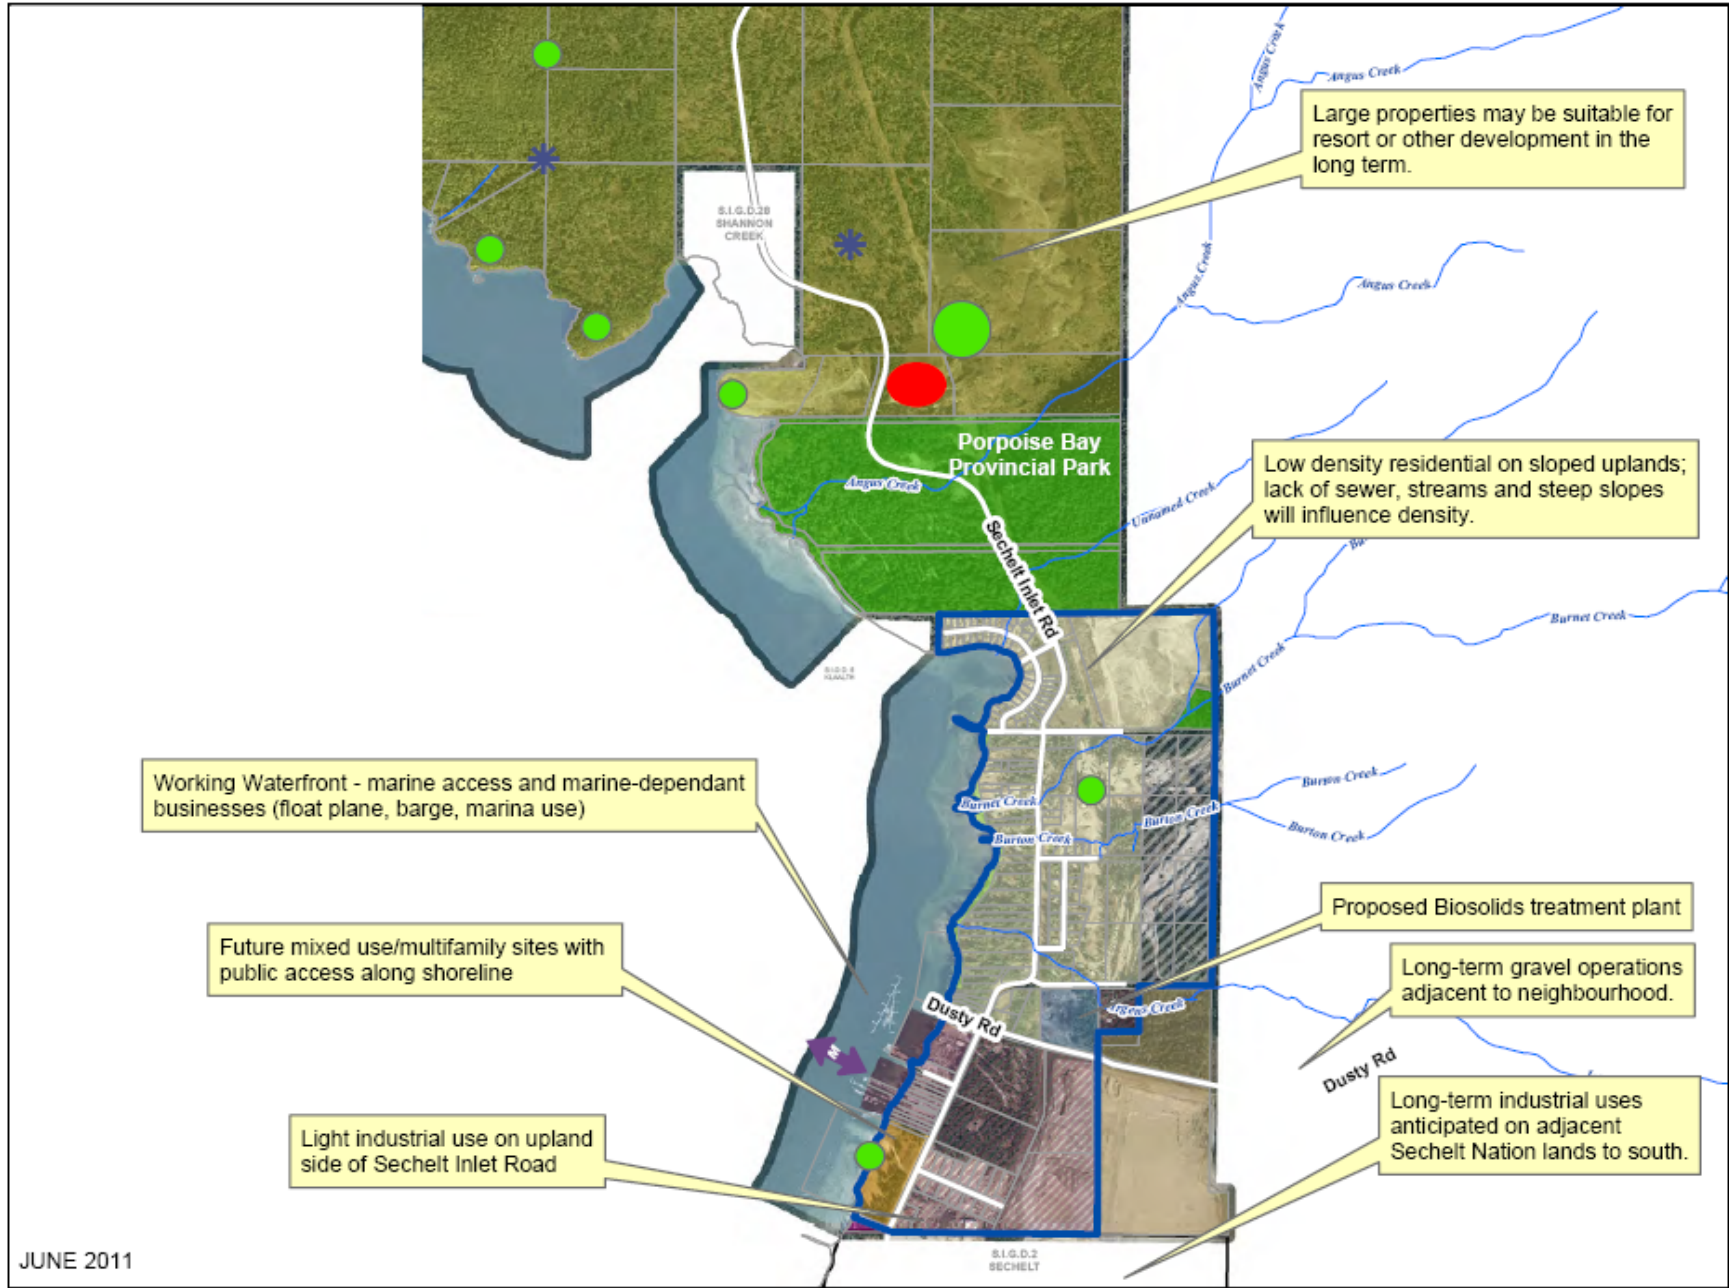 Angus Creek
Angus Creek
Large properties may be suitable for
resort or other development in the
long term.
S.I.G.D.28
SHANNON
CREEK
Angus Creek
Angus Creek
Porpoise Bay
Provincial Park
Low density residential on sloped uplands;
lack of sewer, streams and steep slopes
will influence density.
Angus Creek
Unnamed Creek
Sechelt Inlet Rd
Bu
Burnet Creek
Burnet Creek
Working Waterfront - marine access and marine-dependant
businesses (float plane, barge, marina use)
Burton Creek
Burnet Creek
Burton Creek
Burton Creek
Burton Creek
Proposed Biosolids treatment plant
Future mixed use/multifamily sites with
public access along shoreline
Long-term gravel operations
adjacent to neighbourhood.
Dusty Rd
Creek
M
Dusty Rd
Long-term industrial uses
anticipated on adjacent
Sechelt Nation lands to south.
Light industrial use on upland
side of Sechelt Inlet Road
S.I.G.D.2
SECHELT
JUNE 2011